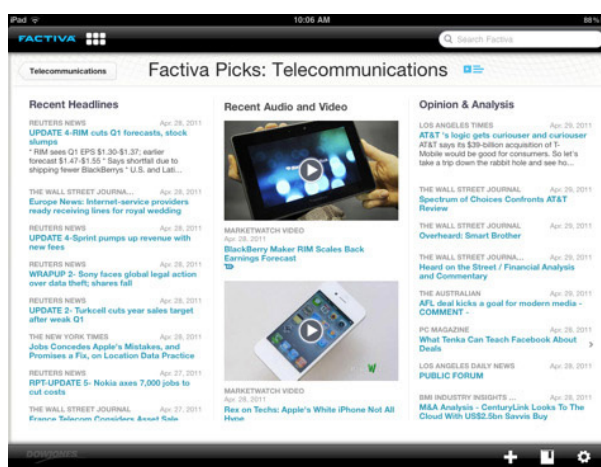 iPad
10:06 AM
88%
FACTIVA
Search Factiva
Telecommunications
Factiva Picks: Telecommunications
Recent Headlines
REUTERS NEWS Apr. 28, 2011
UPDATE 4-RIM cuts Q1 forecasts, stock
slumps
* RIM sees Q1 EPS $1.30-$1.37; earlier
forecast $1.47-$1.55 * Says shortfall due to
shipping fewer BlackBerrys * U.S. and Lati...
THE WALL STREET JOURNA... Apr. 28, 2011
Europe News: Internet-service providers
ready receiving lines for royal wedding
REUTERS NEWS Apr. 28, 2011
UPDATE 4-Sprint pumps up revenue with
new fees
REUTERS NEWS Apr. 28, 2011
WRAPUP 2- Sony faces global legal action
over data theft; shares fall
REUTERS NEWS Apr. 28, 2011
UPDATE 2- Turkcell cuts year sales target
after weak Q1
THE NEW YORK TIMES Apr. 28, 2011
Jobs Concedes Apple's Mistakes, and
Promises a Fix, on Location Data Practice
REUTERS NEWS Apr. 27, 2011
RPT-UPDATE 5- Nokia axes 7,000 jobs to
cut costs
THE WALL STREET JOURNAL Apr. 27, 2011
France Telecom Considers Asset Sale
Recent Audio and Video
MARKETWATCH VIDEO
Apr. 28, 2011
BlackBerry Maker RIM Scales Back
Earnings Forecast
MARKETWATCH VIDEO
Apr. 28, 2011
Rex on Techs: Apple's White iPhone Not All
Hype
Opinion & Analysis
LOS ANGELES TIMES Apr. 29, 2011
AT&T 's logic gets curiouser and curiouser
AT&T says its $39-billion acquisition of T-
Mobile would be good for consumers. So let's
take a trip down the rabbit hole and see ho...
THE WALL STREET JOURNAL Apr. 29, 2011
Spectrum of Choices Confronts AT&T
Review
THE WALL STREET JOURNAL Apr. 29, 2011
Overheard: Smart Brother
THE WALL STREET JOURNA... Apr. 29, 2011
Heard on the Street / Financial Analysis
and Commentary
THE AUSTRALIAN Apr. 29, 2011
AFL deal kicks a goal for modern media -
COMMENT -
PC MAGAZINE Apr. 28, 2011
What Tenka Can Teach Facebook About
Deals
LOS ANGELES DAILY NEWS Apr. 28, 2011
PUBLIC FORUM
BMI INDUSTRY INSIGHTS ... Apr. 28, 2011
M&A Analysis - CenturyLink Looks To The
Cloud With US$2.5bn Savvis Buy
DOWJONES